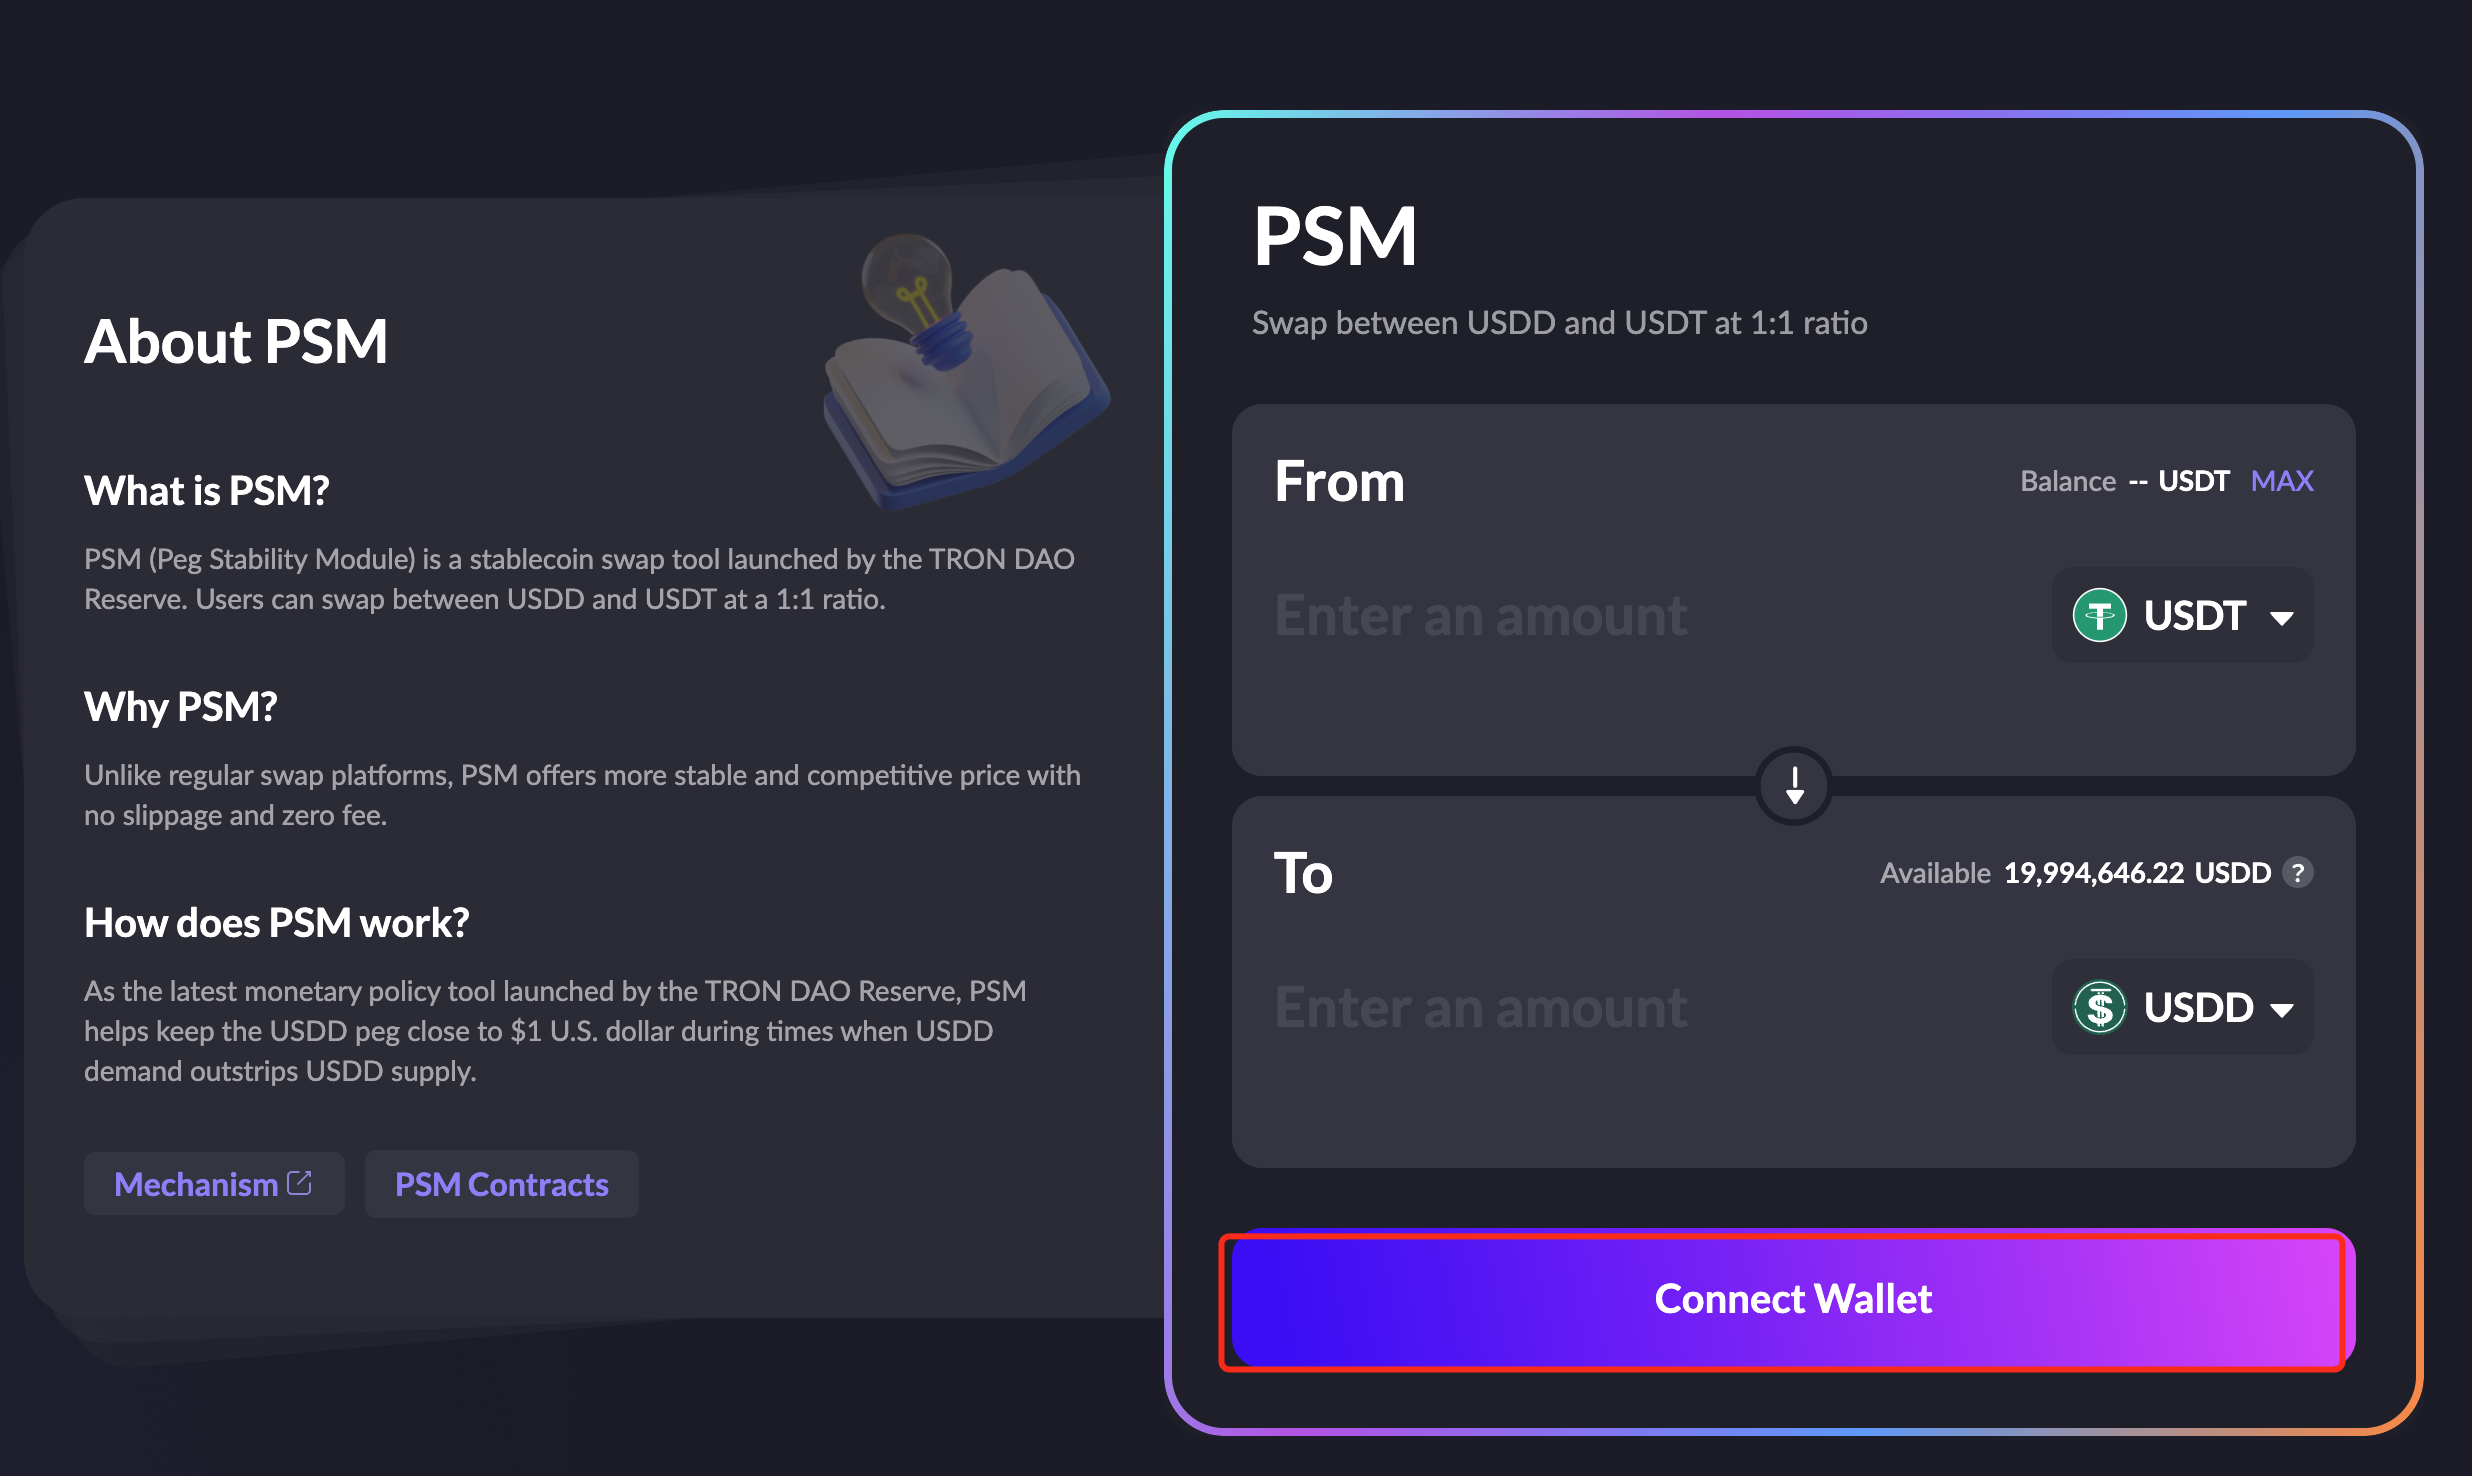 About PSM
What is PSM?
PSM (Peg Stability Module) is a stablecoin swap tool launched by the TRON DAO
Reserve. Users can swap between USDD and USDT at a 1:1 ratio.
Why PSM?
Unlike regular swap platforms, PSM offers more stable and competitive price with
no slippage and zero fee.
How does PSM work?
As the latest monetary policy tool launched by the TRON DAO Reserve, PSM
helps keep the USDD peg close to $1 U.S. dollar during times when USDD
demand outstrips USDD supply.
Mechanism
PSM Contracts
PSM
Swap between USDD and USDT at 1:1 ratio
From
Balance -- USDT MAX
Enter an amount
USDT
To
Available 19,994,646.22 USDD ?
Enter an amount
USDD
Connect Wallet